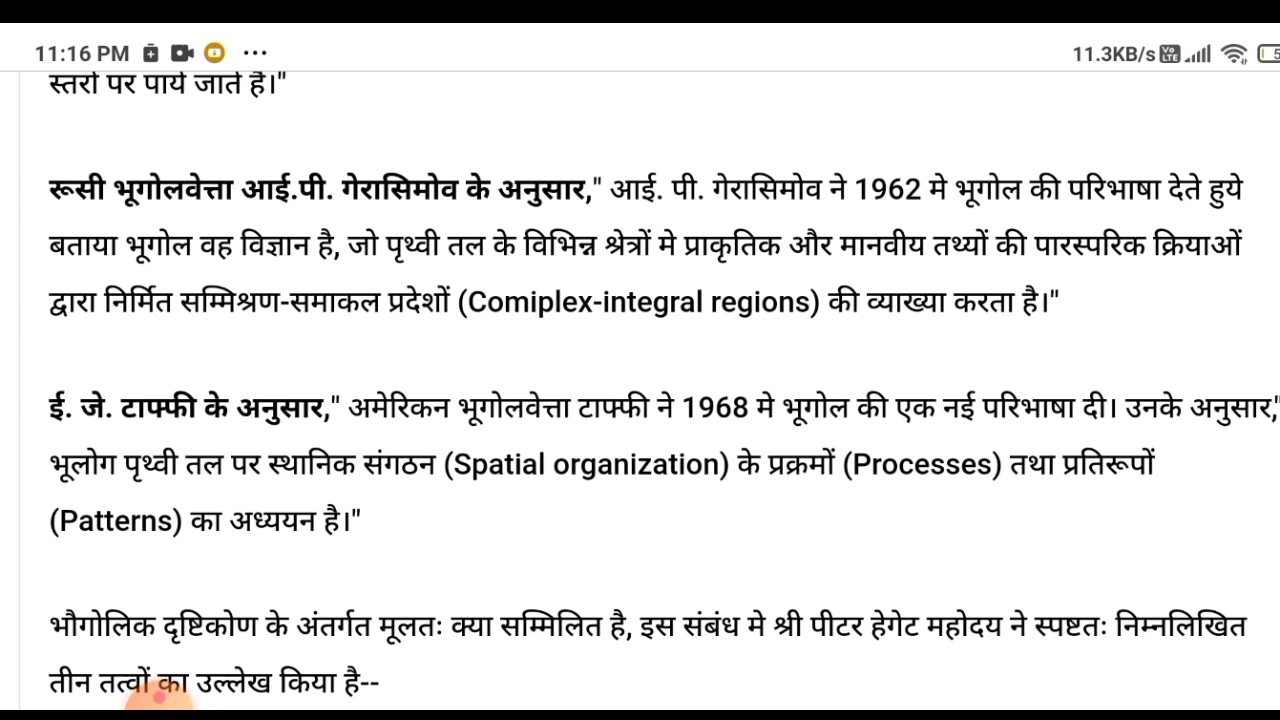 11:16 PM ... 11.3KB/s Vo LTE 5
स्तरों पर पाये जाते है।"
रूसी भूगोलवेत्ता आई.पी. गेरासिमोव के अनुसार," आई. पी. गेरासिमोव ने 1962 मे भूगोल की परिभाषा देते हुये
बताया भूगोल वह विज्ञान है, जो पृथ्वी तल के विभिन्न श्रेत्रों मे प्राकृतिक और मानवीय तथ्यों की पारस्परिक क्रियाओं
द्वारा निर्मित सम्मिश्रण-समाकल प्रदेशों (Comiplex-integral regions) की व्याख्या करता है।"
ई. जे. टाफ्फी के अनुसार," अमेरिकन भूगोलवेत्ता टाफ्फी ने 1968 मे भूगोल की एक नई परिभाषा दी। उनके अनुसार,"
भूलोग पृथ्वी तल पर स्थानिक संगठन (Spatial organization) के प्रक्रमों (Processes) तथा प्रतिरूपों
(Patterns) का अध्ययन है।"
भौगोलिक दृष्टिकोण के अंतर्गत मूलतः क्या सम्मिलित है, इस संबंध मे श्री पीटर हेगेट महोदय ने स्पष्टतः निम्नलिखित
तीन तत्वों का उल्लेख किया है--